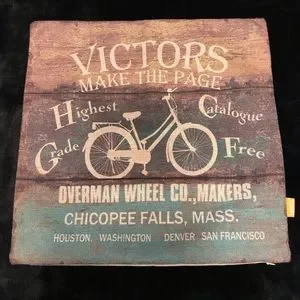 VICTORS
MAKE THE PAGE
Highest Catalogue
Grade Free
OVERMAN WHEEL CO.,MAKERS,
CHICOPEE FALLS, MASS.
HOUSTON. WASHINGTON DENVER SAN FRANCISCO